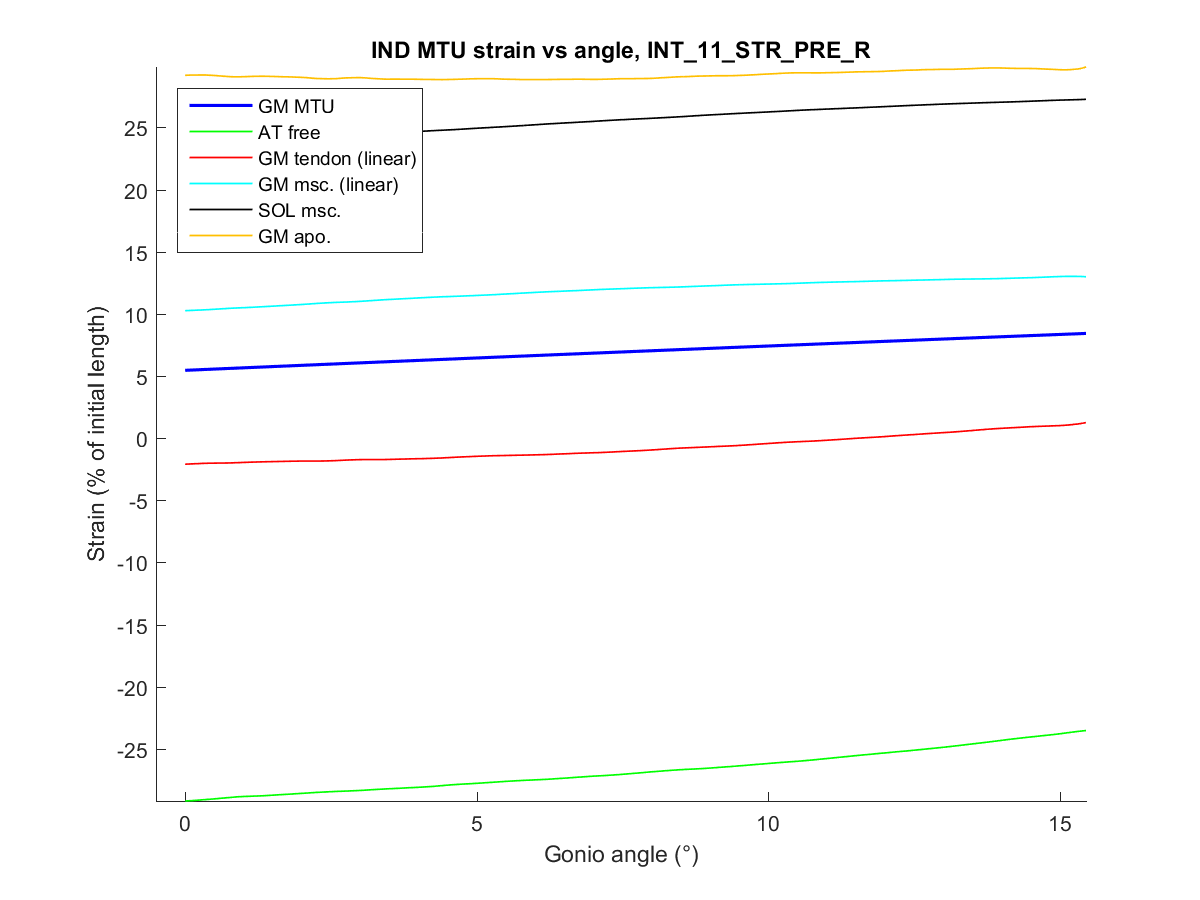 IND MTU strain vs angle, INT_11_STR_PRE_R
GM MTU
AT free
GM tendon (linear)
GM msc. (linear)
SOL msc.
GM apo.
25
20
15
10
5
0
-5
-10
-15
-20
-25
Strain (% of initial length)
0
5
10
15
Gonio angle (°)